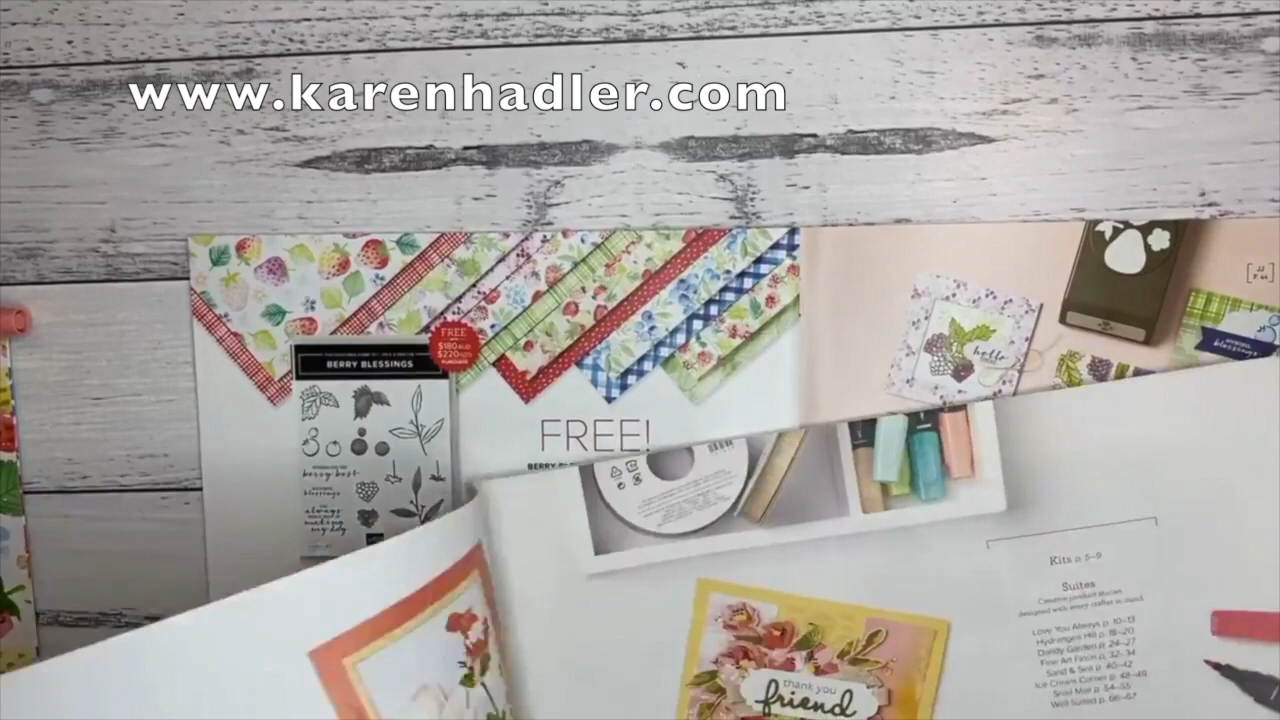 www.karenhadler.com
FREE
$180 AUD
$220 NZD
PURCHASE
BERRY BLESSINGS
FREE!
berry best
blessings
always
making
my day
hello
blessings
Kits p. 5–9
Suites
Creative product stories
designed with every crafter in mind.
Love You Always p. 10–13
Hydrangea Hill p. 18–20
Dandy Garden p. 24–27
Fine Art Floral p. 32–34
Sand & Sea p. 40–42
Ice Cream Corner p. 48–49
Snail Mail p. 54–55
Well Suited p. 66–67
thank you
friend